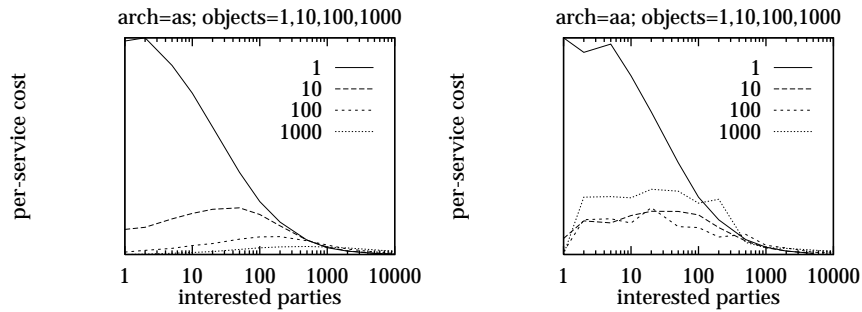 arch=as; objects=1,10,100,1000
per-service cost
1
10
100
1000
1 10 100 1000 10000
interested parties
arch=aa; objects=1,10,100,1000
per-service cost
1
10
100
1000
1 10 100 1000 10000
interested parties